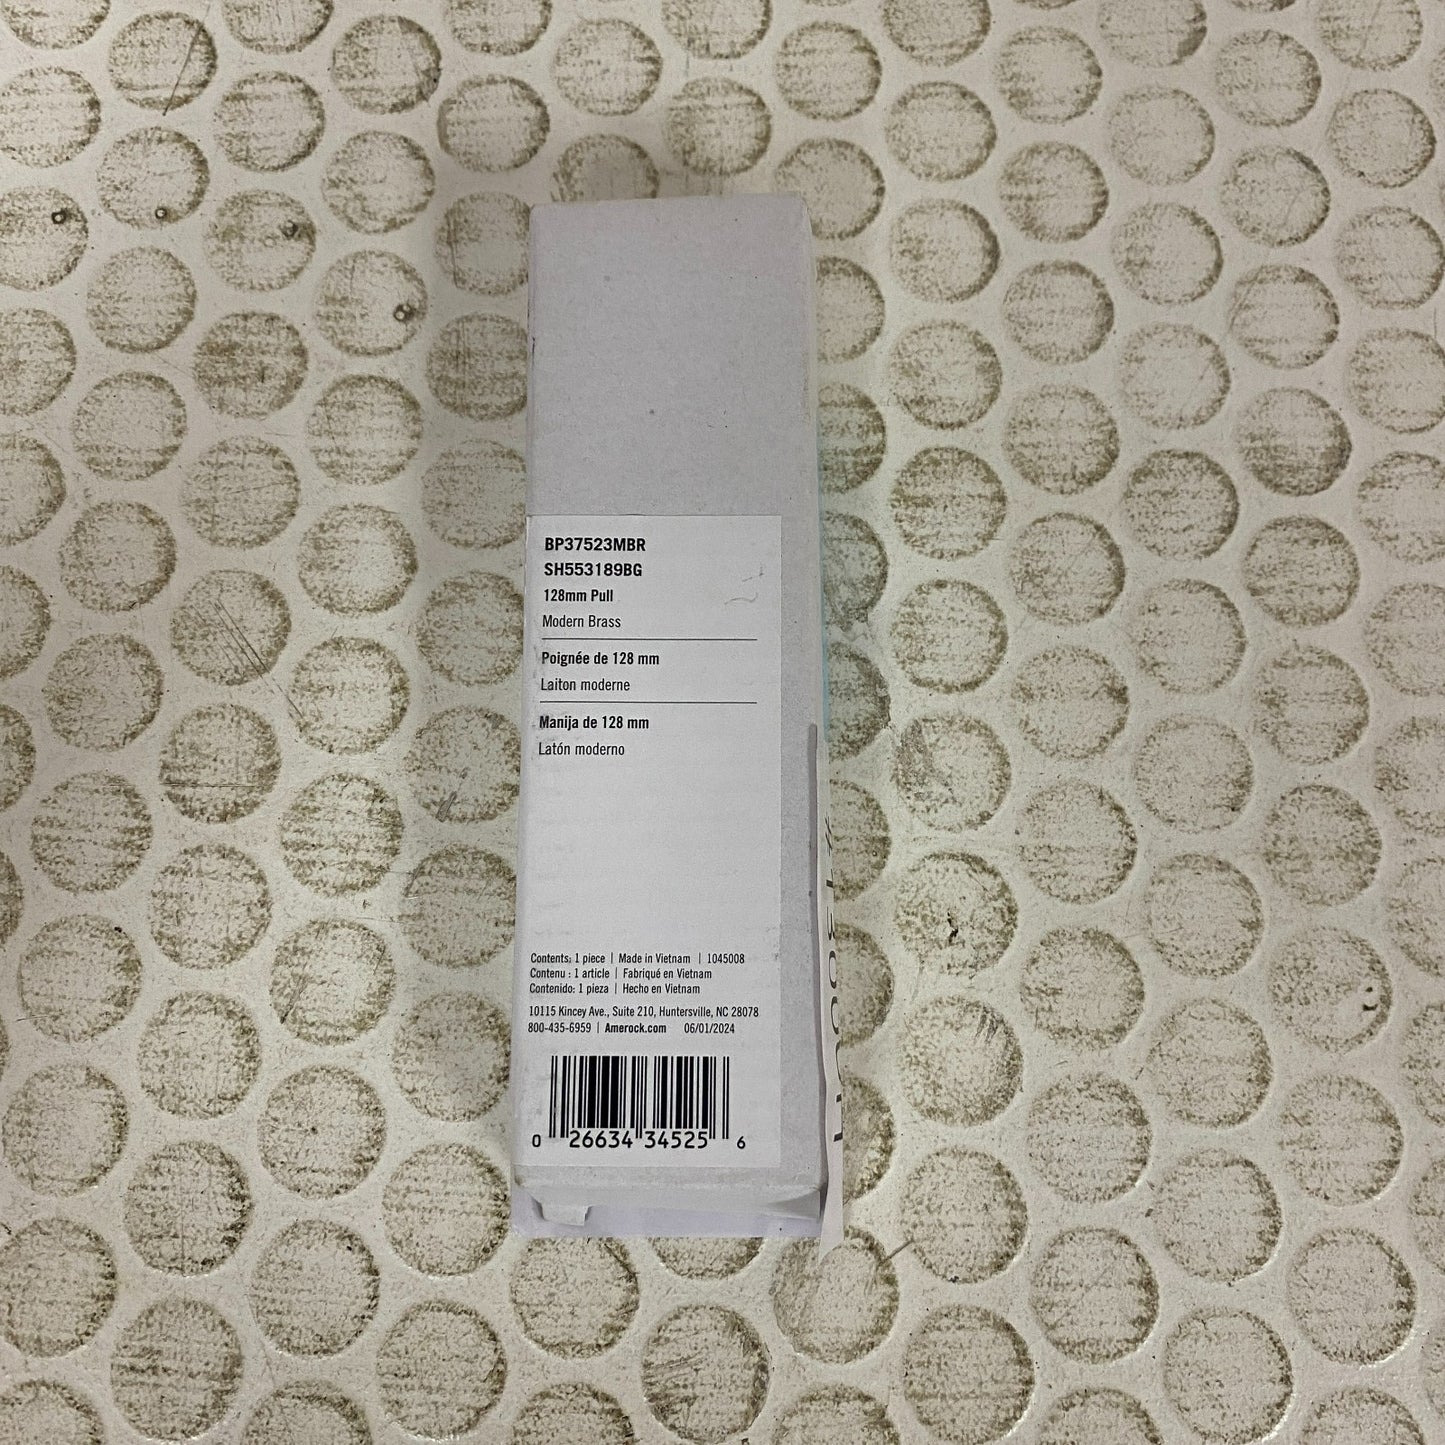 BP37523MBR
SH553189BG
128mm Pull
Modern Brass
Poignée de 128 mm
Laiton moderne
Manija de 128 mm
Latón moderno
Contents: 1 piece | Made in Vietnam | 1045008
Contenu : 1 article | Fabriqué en Vietnam
Contenido: 1 pieza | Hecho en Vietnam
10115 Kincey Ave., Suite 210, Huntersville, NC 28078
800-435-6959 | Amerock.com 06/01/2024
0 26634 34525 6